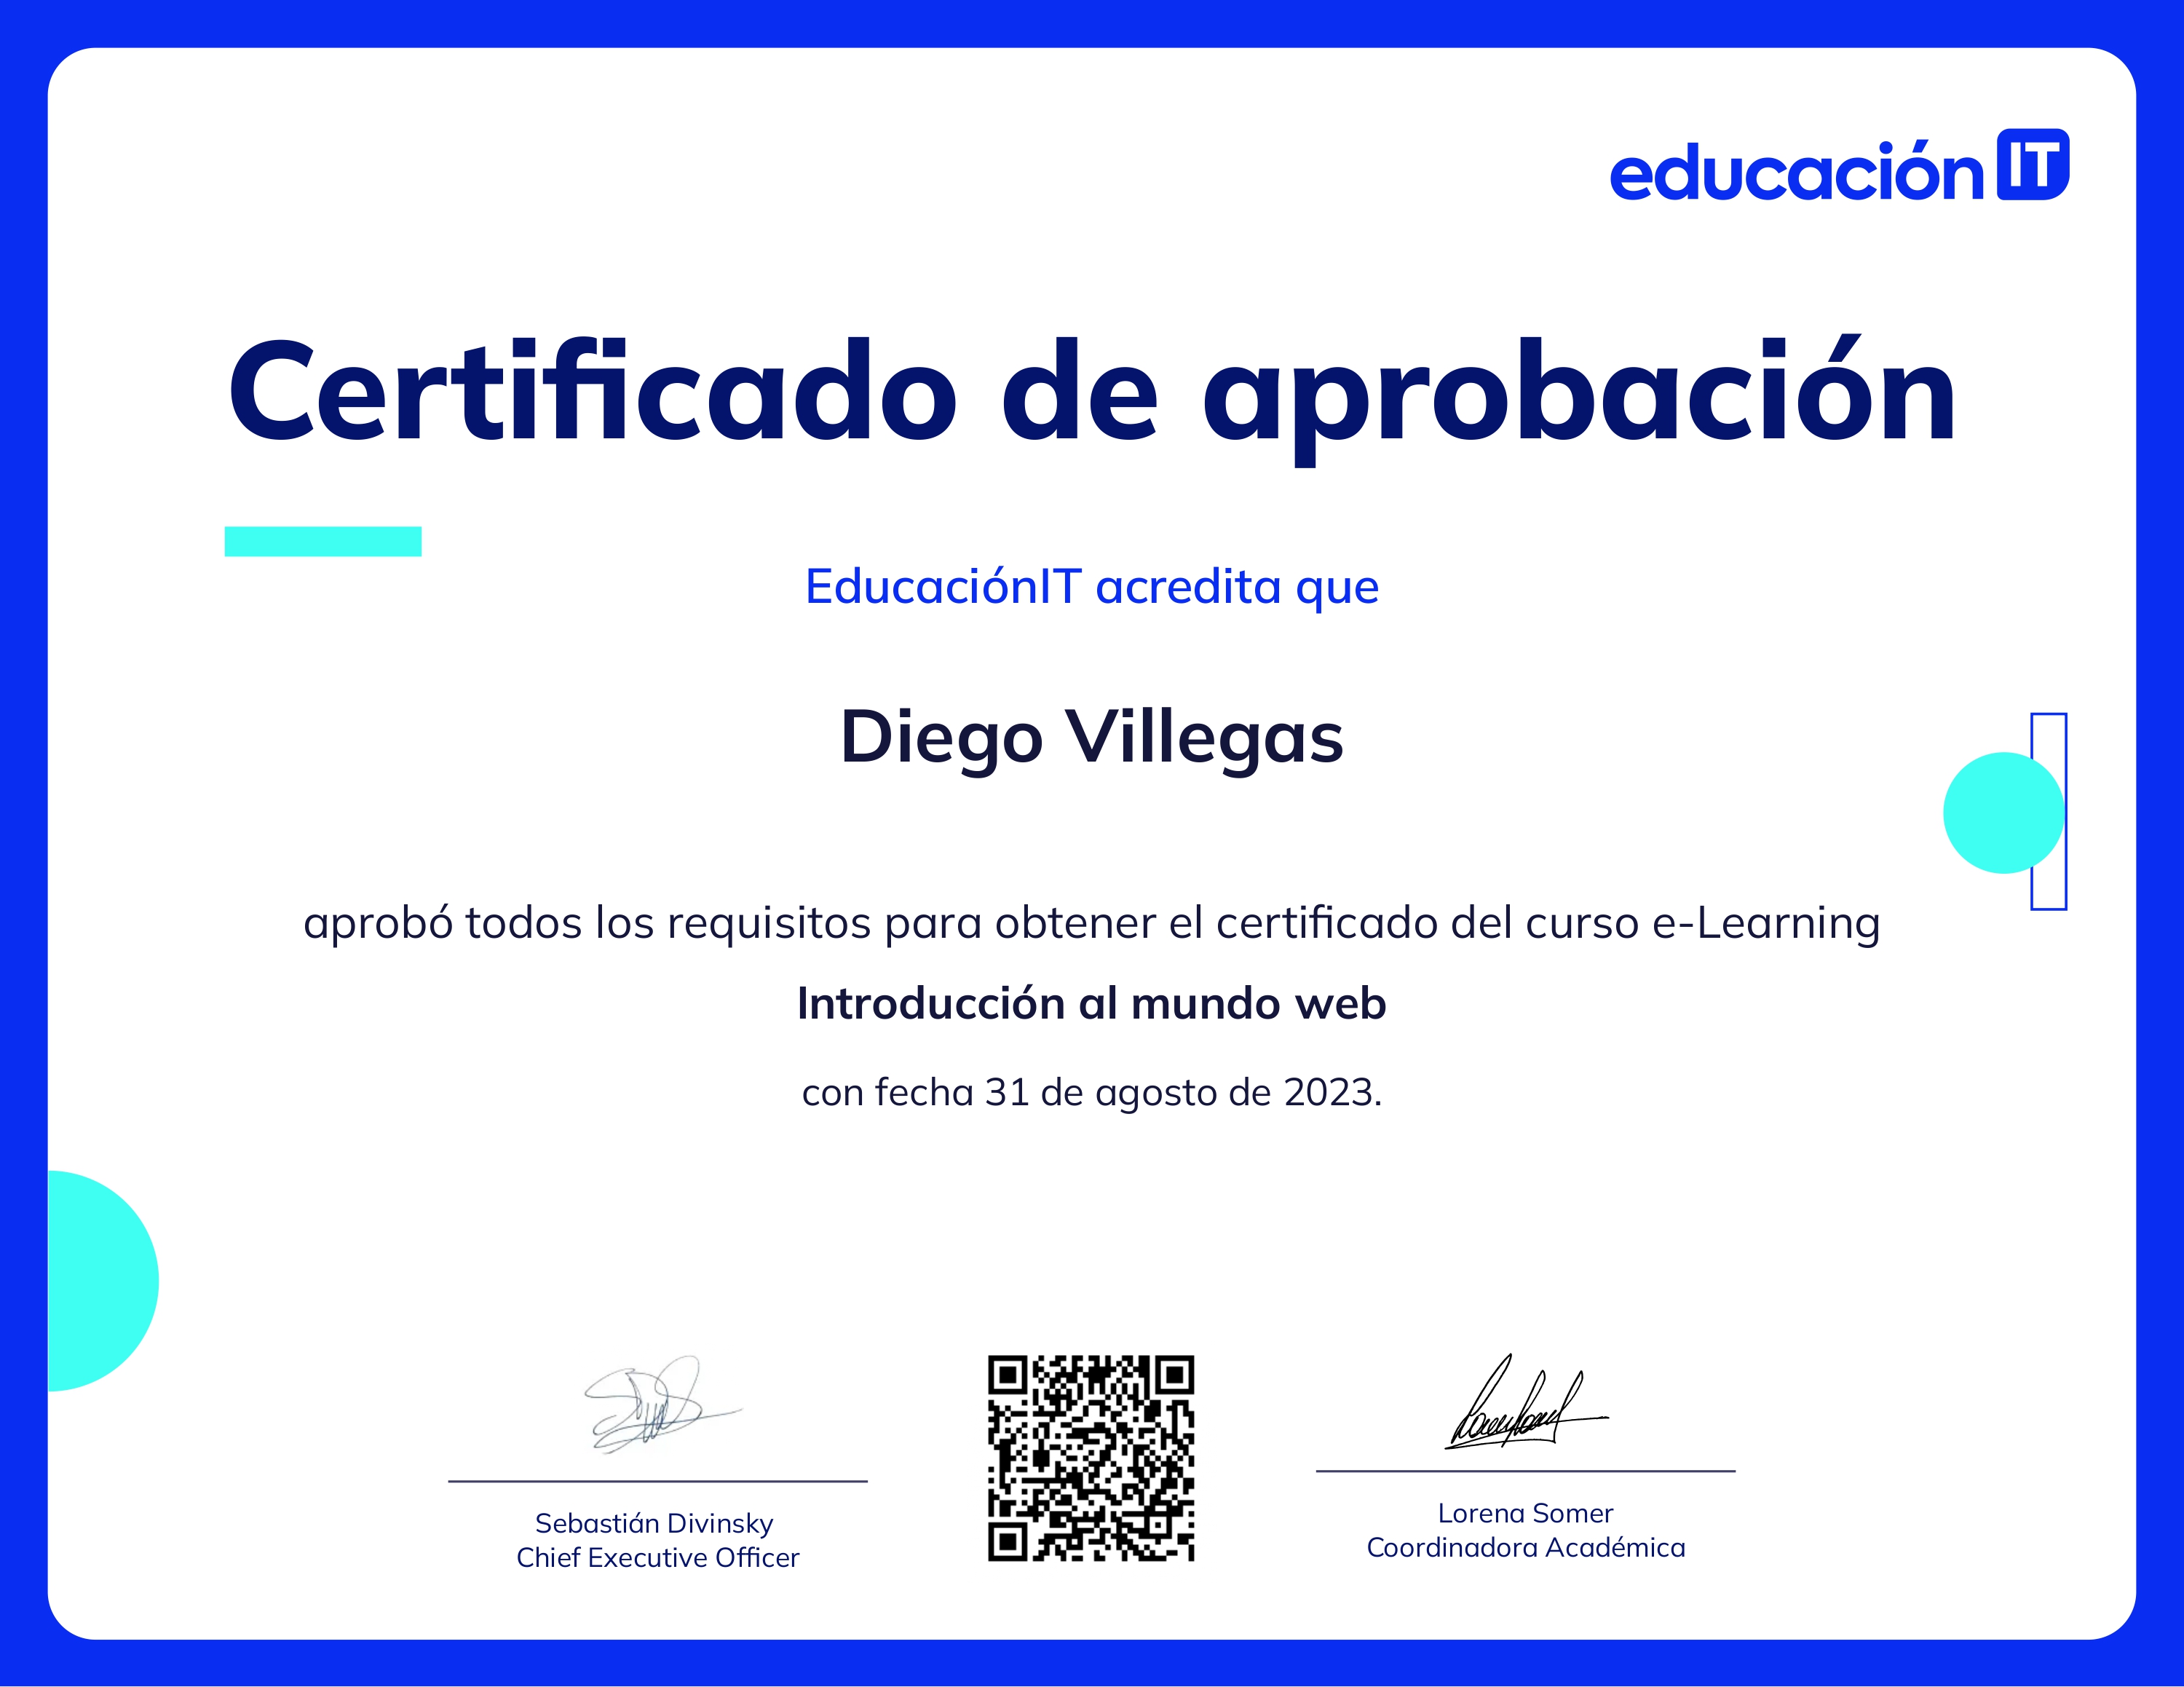 educación IT
Certificado de aprobación
EducaciónIT acredita que
Diego Villegas
aprobó todos los requisitos para obtener el certificado del curso e-Learning
Introducción al mundo web
con fecha 31 de agosto de 2023.
Sebastián Divinsky
Chief Executive Officer
Lorena Somer
Coordinadora Académica